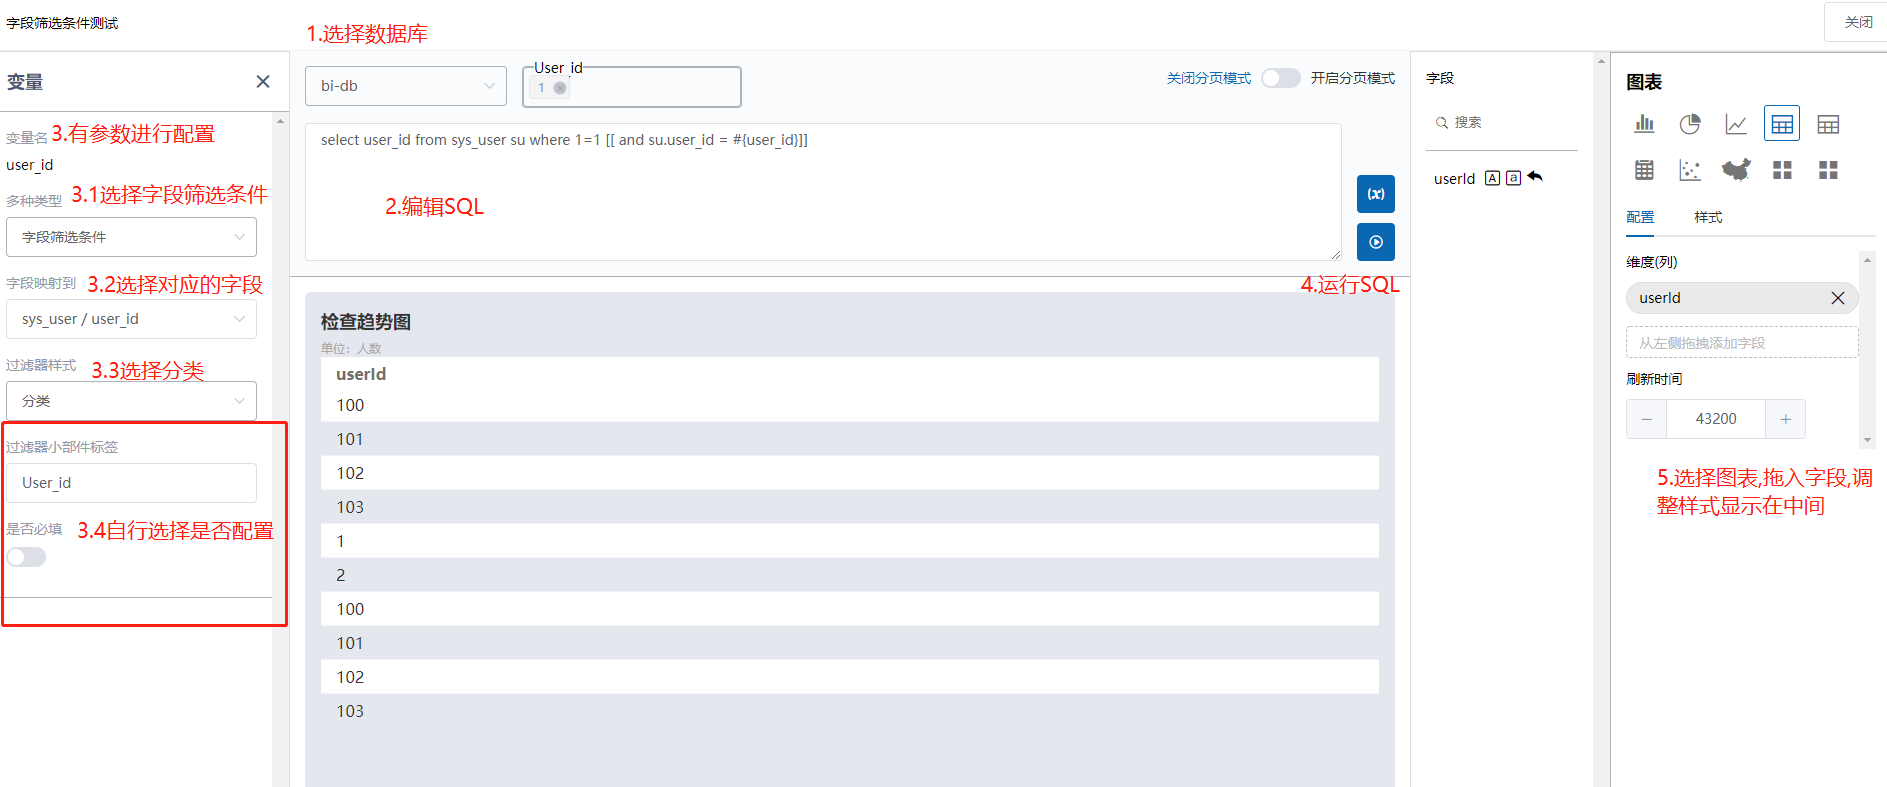 字段筛选条件测试
关闭
1.选择数据库
变量
bi-db
User_id
1
关闭分页模式
开启分页模式
字段
图表
变量名
3.有参数进行配置
user_id
select user_id from sys_user su where 1=1 [[ and su.user_id = #{user_id}]]
搜索
多种类型
3.1选择字段筛选条件
字段筛选条件
2.编辑SQL
(x)
userId
A
a
配置
样式
字段映射到
3.2选择对应的字段
sys_user / user_id
4.运行SQL
维度(列)
userId
从左侧拖拽添加字段
过滤器样式
3.3选择分类
分类
检查趋势图
单位：人数
userId
100
101
102
103
1
2
100
101
102
103
刷新时间
43200
过滤器小部件标签
User_id
是否必填
3.4自行选择是否配置
5.选择图表,拖入字段,调
整样式显示在中间